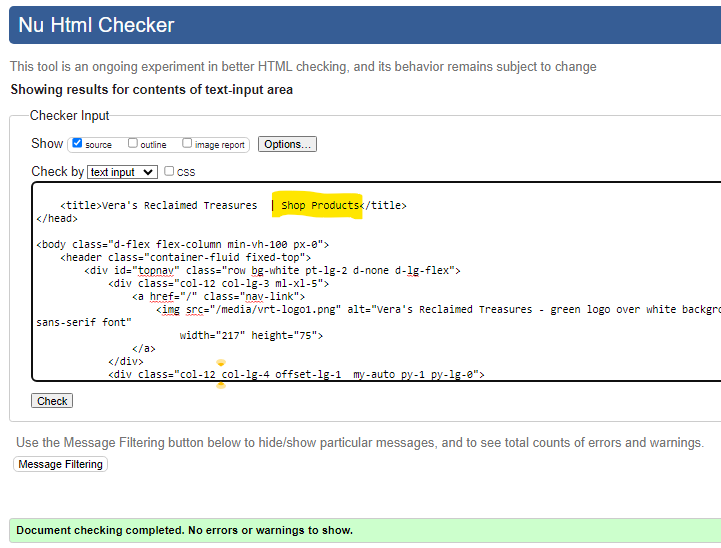 Nu Html Checker
This tool is an ongoing experiment in better HTML checking, and its behavior remains subject to change
Showing results for contents of text-input area
Checker Input
Show source outline image report Options...
Check by text input css
<title>Vera's Reclaimed Treasures | Shop Products</title>
</head>
<body class="d-flex flex-column min-vh-100 px-0">
<header class="container-fluid fixed-top">
<div id="topnav" class="row bg-white pt-lg-2 d-none d-lg-flex">
<div class="col-12 col-lg-3 ml-xl-5">
<a href="/" class="nav-link">
<img src="/media/vrt-logo1.png" alt="Vera's Reclaimed Treasures - green logo over white backgro
sans-serif font"
width="217" height="75">
</a>
</div>
<div class="col-12 col-lg-4 offset-lg-1  my-auto py-1 py-lg-0">
Check
Use the Message Filtering button below to hide/show particular messages, and to see total counts of errors and warnings.
Message Filtering
Document checking completed. No errors or warnings to show.